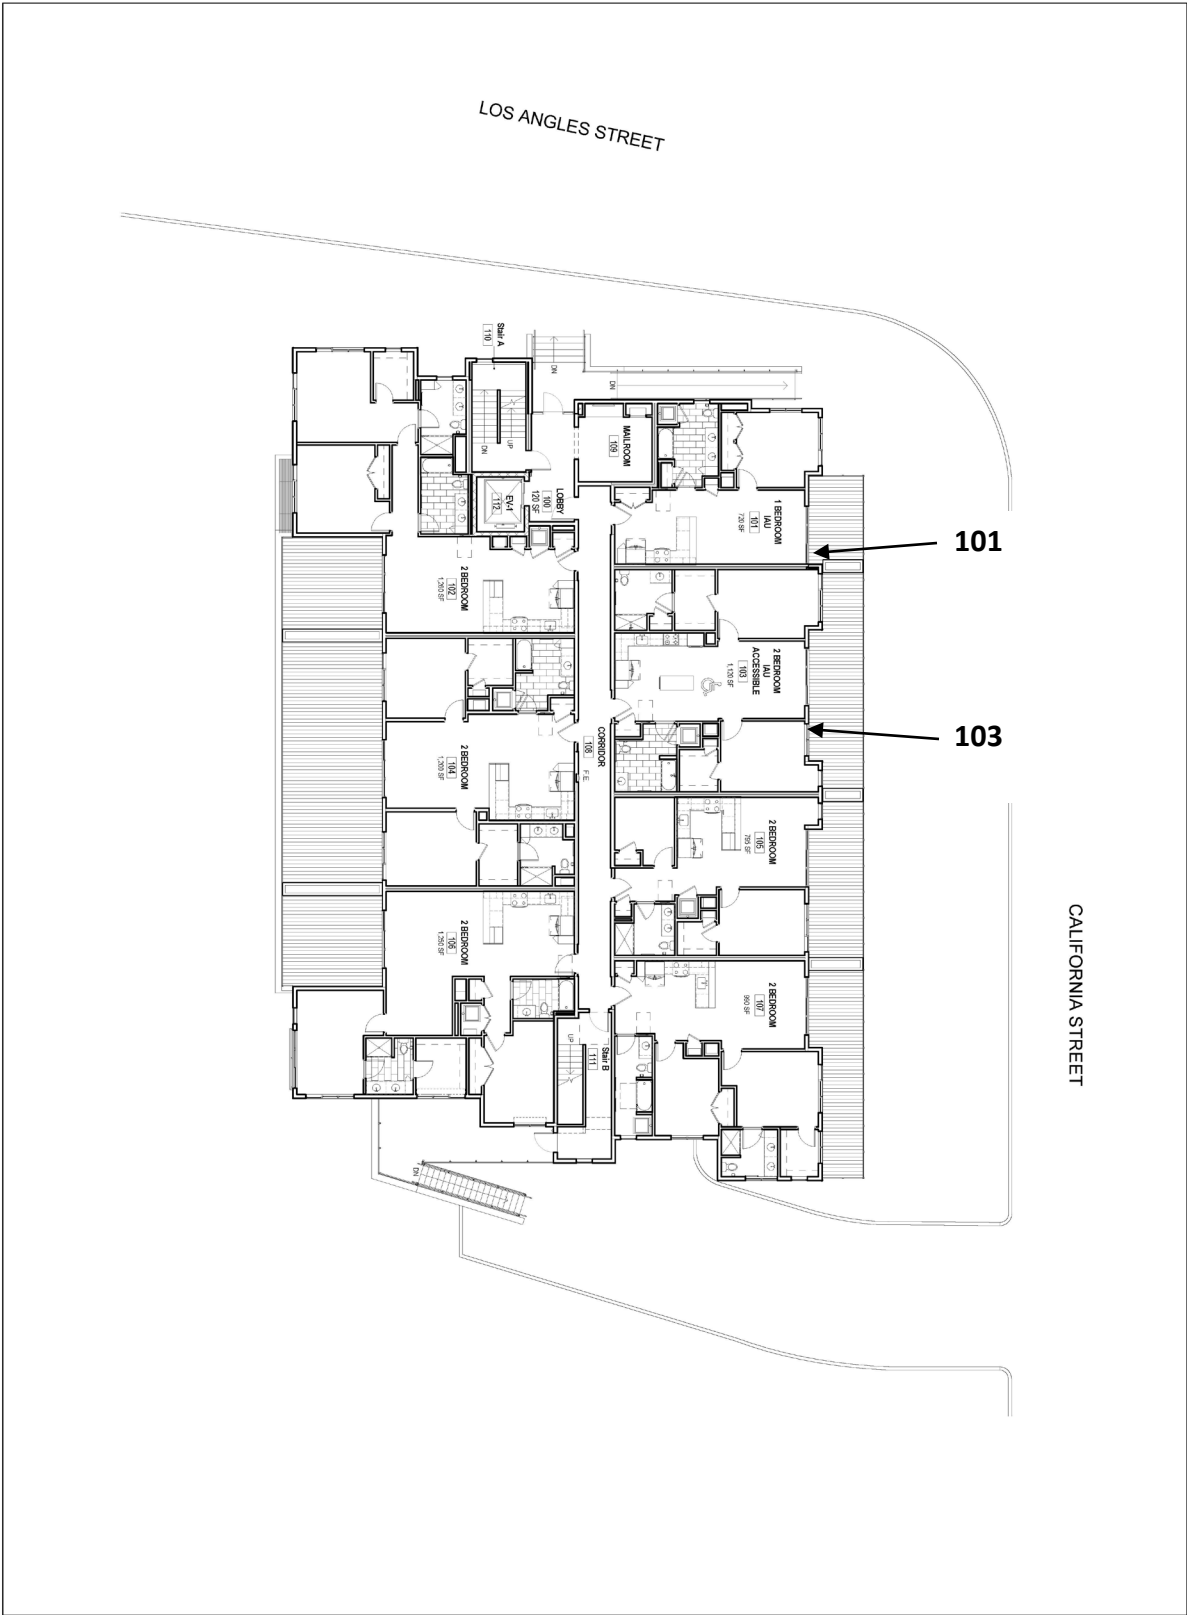 LOS ANGLES STREET
Stair A
110
DN
DN
UP
DN
MAILROOM
109
LOBBY
100
120 SF
EV-1
112
1 BEDROOM
IAU
101
720 SF
101
2 BEDROOM
102
1,260 SF
2 BEDROOM
IAU
ACCESSIBLE
103
1,120 SF
103
CORRIDOR
108
F.E.
2 BEDROOM
104
1,200 SF
2 BEDROOM
105
795 SF
2 BEDROOM
106
1,250 SF
2 BEDROOM
107
990 SF
CALIFORNIA STREET
UP
Stair B
111
DN